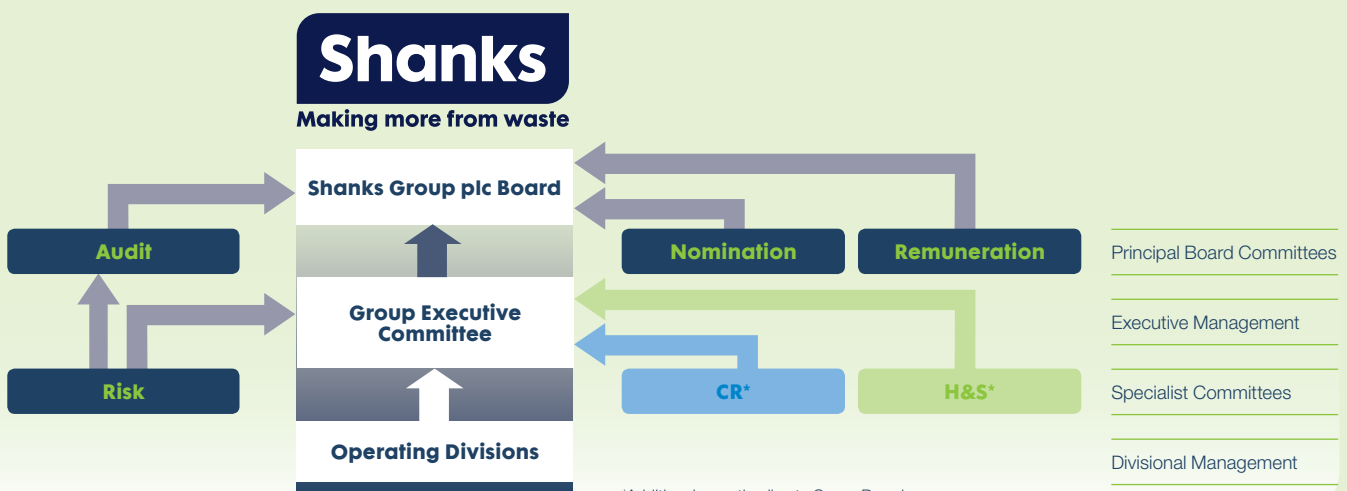 Shanks
Making more from waste
Shanks Group plc Board
Audit
Nomination
Remuneration
Principal Board Committees
Group Executive
Committee
Executive Management
Risk
CR*
H&S*
Specialist Committees
Operating Divisions
Divisional Management